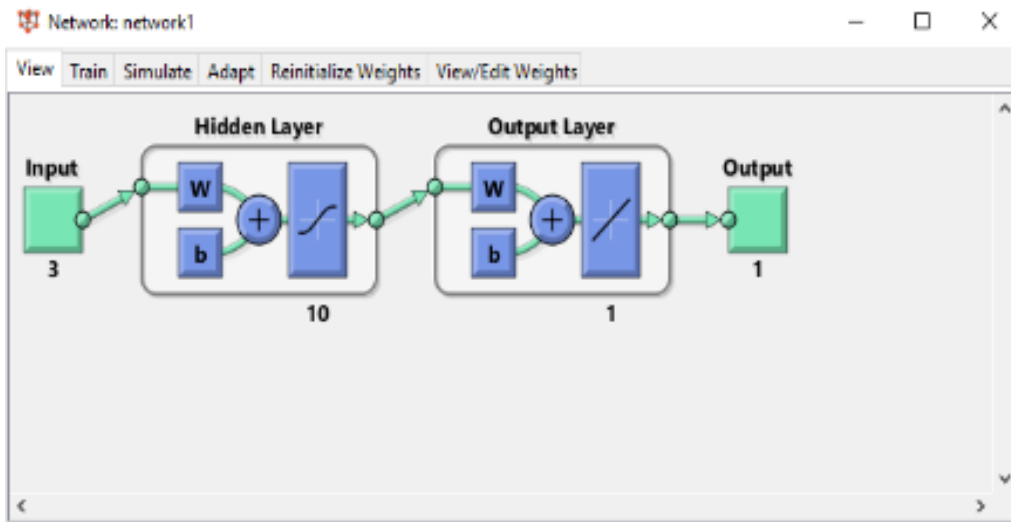 Network: network1
View Train Simulate Adapt Reinitialize Weights View/Edit Weights
Hidden Layer Output Layer
Input Output
W W
b b
3 1
10 1